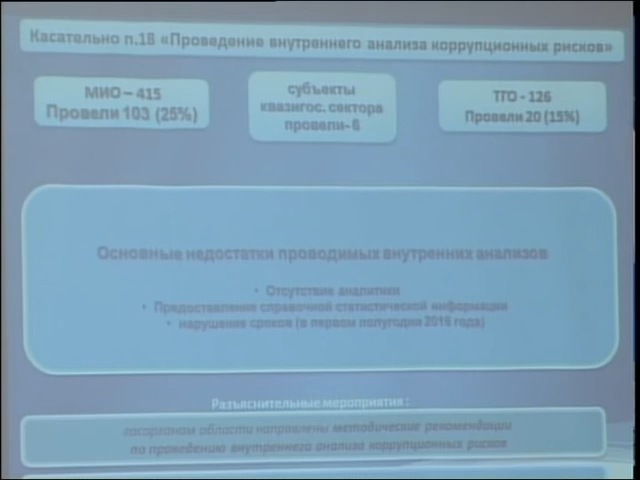 Касательно п.18 «Проведение внутреннего анализа коррупционных рисков»
МИО – 415
Провели 103 (25%)
субъекты
квазигос. сектора
провели- 6
ТГО - 126
Провели 20 (15%)
Основные недостатки проводимых внутренних анализов
• Отсутствие аналитики
• Предоставление справочной статистической информации
• нарушение сроков (в первом полугодии 2016 года)
Разъяснительные мероприятия:
госорганам области направлены методические рекомендации
по проведению внутреннего анализа коррупционных рисков